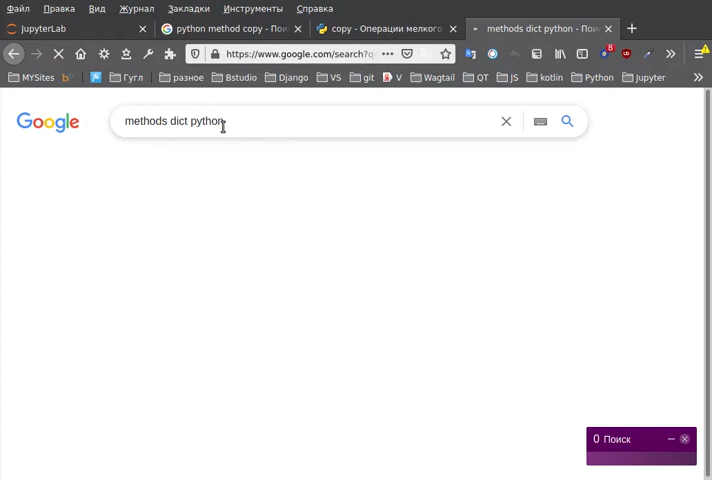 Файл Правка Вид Журнал Закладки Инструменты Справка
JupyterLab python method copy - Пои copy - Операции мелкого methods dict python - Пои
https://www.google.com/search?q
8
MYSites Гугл разное Bstudio Django VS git Я V Wagtail QT JS kotlin Python Jupyter
Google methods dict python
0 Поиск